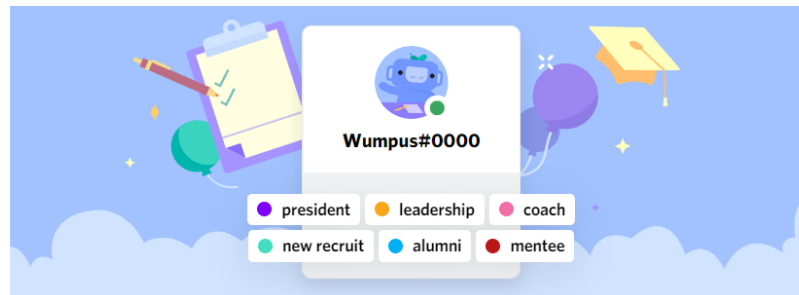 Wumpus#0000
president leadership coach
new recruit alumni mentee